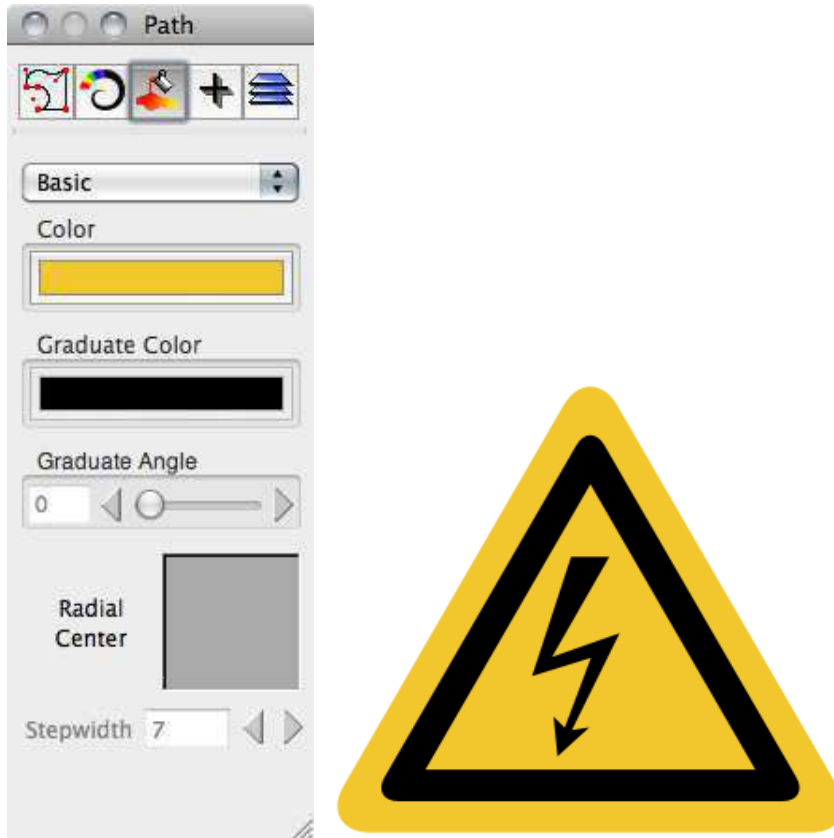 Path
Basic
Color
Graduate Color
Graduate Angle
0
Radial
Center
Stepwidth 7